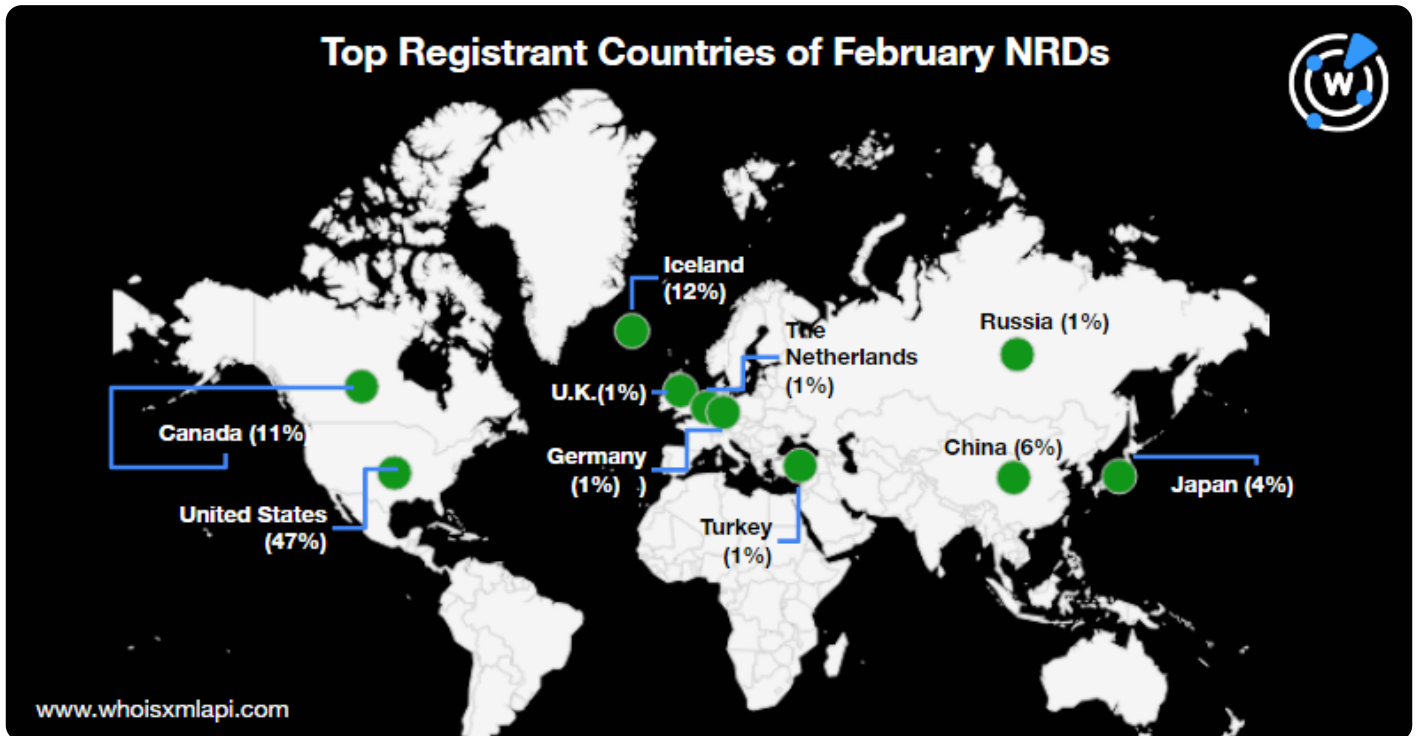 Top Registrant Countries of February NRDs
W
Iceland
(12%)
Russia (1%)
The
Netherlands
(1%)
U.K.(1%)
Canada (11%)
Germany
(1%) )
China (6%)
Japan (4%)
United States
(47%)
Turkey
(1%)
www.whoisxmlapi.com